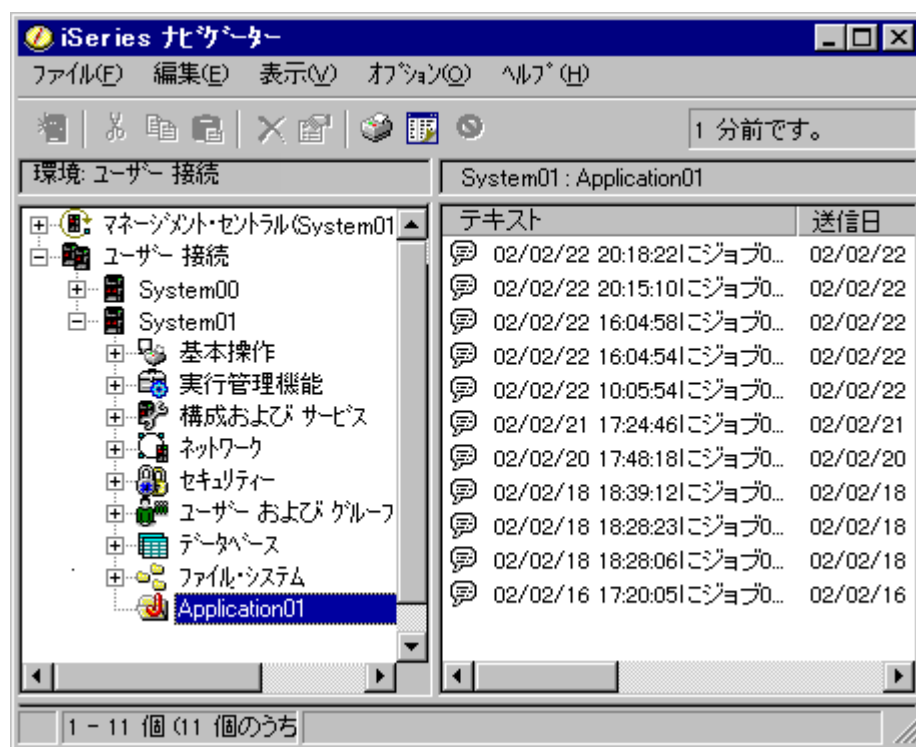 iSeries ナビゲーター
ファイル(F) 編集(E) 表示(V) オプション(O) ヘルプ(H)
1 分前です。
環境: ユーザー 接続
System01 : Application01
マネージメント・セントラル(System01
ユーザー 接続
System00
System01
基本操作
実行管理機能
構成および サービス
ネットワーク
セキュリティー
ユーザー および グループ
データベース
ファイル・システム
Application01
テキスト 送信日
02/02/22 20:18:22にジョブ0... 02/02/22
02/02/22 20:15:10にジョブ0... 02/02/22
02/02/22 16:04:58にジョブ0... 02/02/22
02/02/22 16:04:54にジョブ0... 02/02/22
02/02/22 10:05:54にジョブ0... 02/02/22
02/02/21 17:24:46にジョブ0... 02/02/21
02/02/20 17:48:18にジョブ0... 02/02/20
02/02/18 18:39:12にジョブ0... 02/02/18
02/02/18 18:28:23にジョブ0... 02/02/18
02/02/18 18:28:06にジョブ0... 02/02/18
02/02/16 17:20:05にジョブ0... 02/02/16
1 - 11 個 (11 個のうち